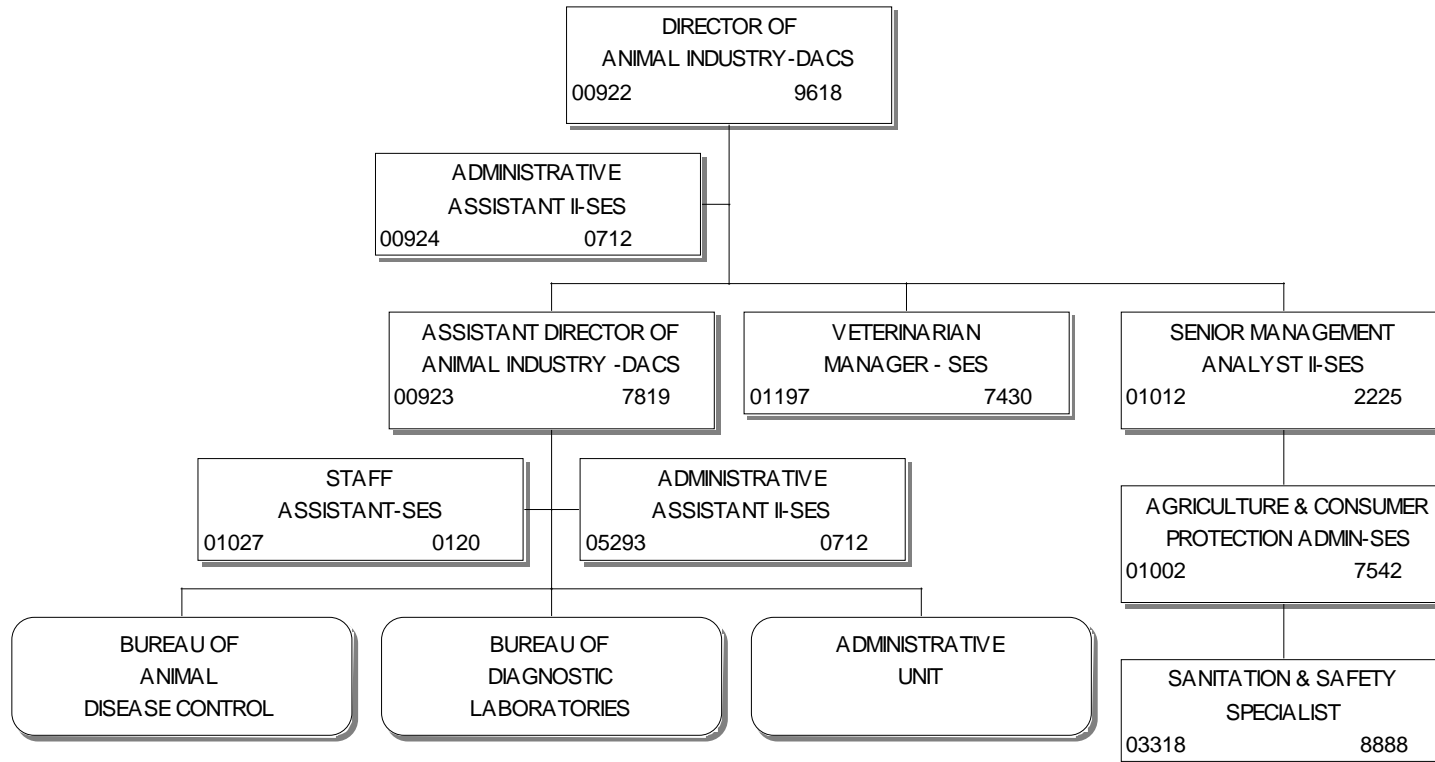 DIRECTOR OF
ANIMAL INDUSTRY-DACS
00922 9618
ADMINISTRATIVE
ASSISTANT II-SES
00924 0712
ASSISTANT DIRECTOR OF
ANIMAL INDUSTRY -DACS
00923 7819
VETERINARIAN
MANAGER - SES
01197 7430
SENIOR MANAGEMENT
ANALYST II-SES
01012 2225
STAFF
ASSISTANT-SES
01027 0120
ADMINISTRATIVE
ASSISTANT II-SES
05293 0712
AGRICULTURE & CONSUMER
PROTECTION ADMIN-SES
01002 7542
BUREAU OF
ANIMAL
DISEASE CONTROL
BUREAU OF
DIAGNOSTIC
LABORATORIES
ADMINISTRATIVE
UNIT
SANITATION & SAFETY
SPECIALIST
03318 8888